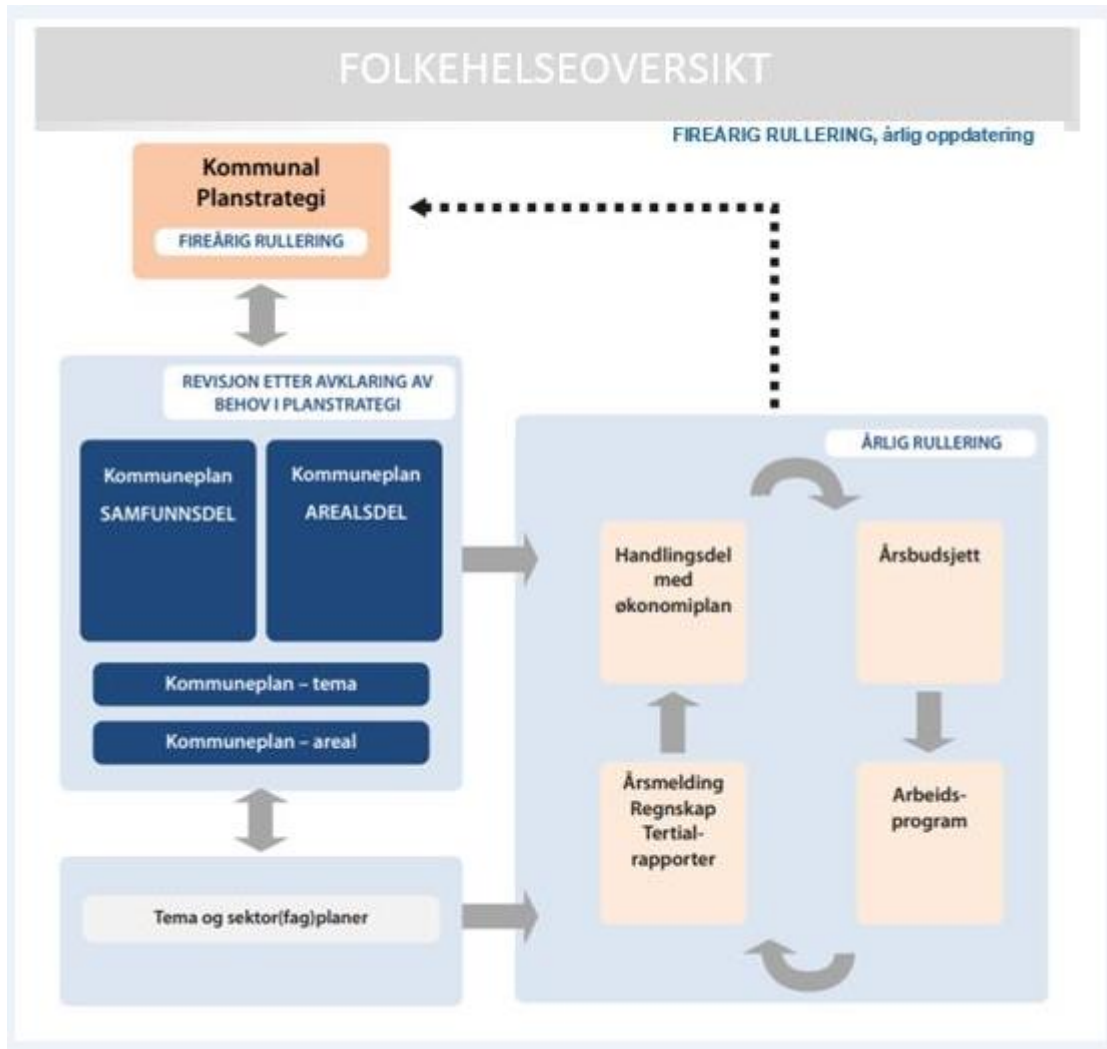 FOLKEHELSEOVERSIKT
FIREÅRIG RULLERING, årlig oppdatering
Kommunal
Planstrategi
FIREÅRIG RULLERING
REVISJON ETTER AVKLARING AV
BEHOV I PLANSTRATEGI
Kommuneplan
SAMFUNNSDEL
Kommuneplan
AREALSDEL
Kommuneplan – tema
Kommuneplan – areal
Tema og sektor(fag)planer
ÅRLIG RULLERING
Handlingsdel
med
økonomiplan
Årsbudsjett
Årsmelding
Regnskap
Tertial-
rapporter
Arbeids-
program